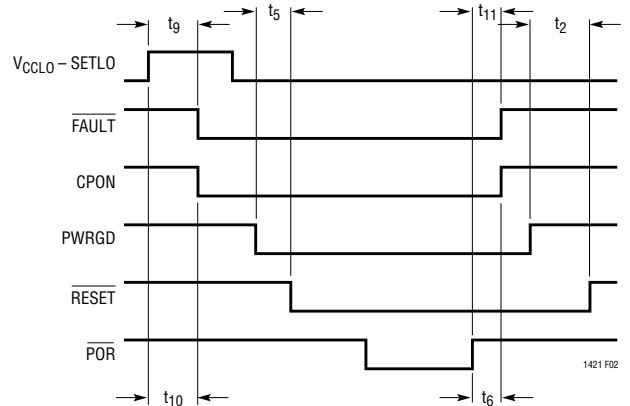 t9 t5 t11 t2
VCCLO – SETLO
FAULT
CPON
PWRGD
RESET
POR
1421 F02
t10 t6